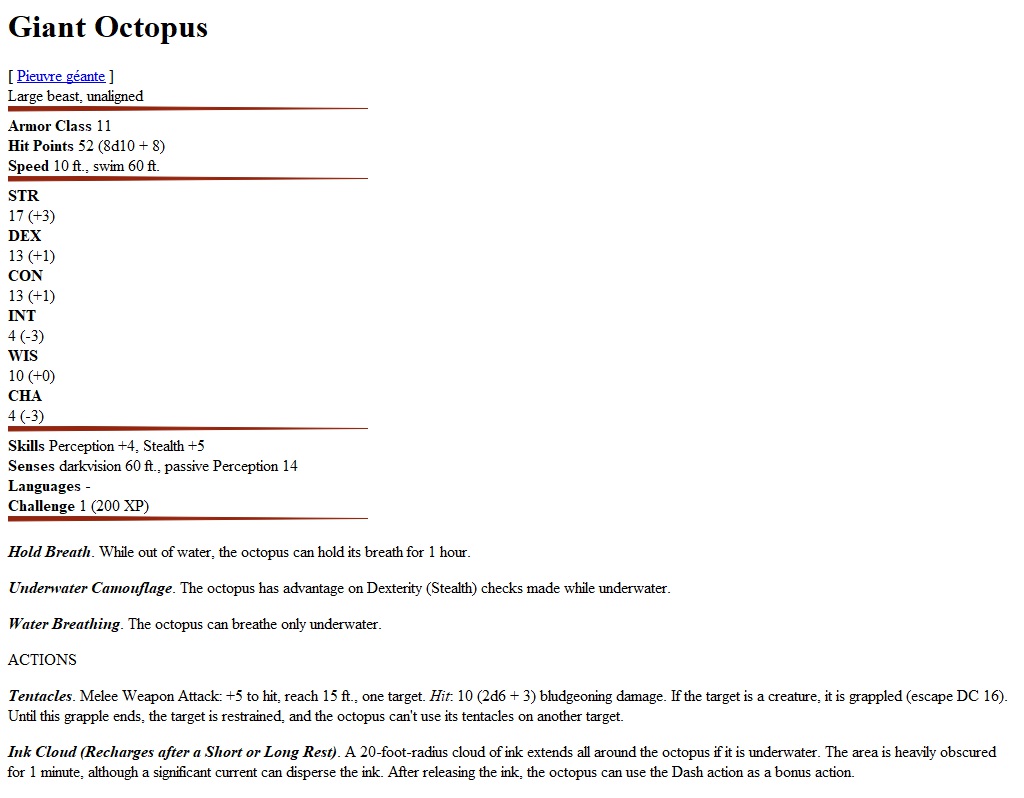 Giant Octopus
[ Pieuvre géante ]
Large beast, unaligned
Armor Class 11
Hit Points 52 (8d10 + 8)
Speed 10 ft., swim 60 ft.
STR
17 (+3)
DEX
13 (+1)
CON
13 (+1)
INT
4 (-3)
WIS
10 (+0)
CHA
4 (-3)
Skills Perception +4, Stealth +5
Senses darkvision 60 ft., passive Perception 14
Languages -
Challenge 1 (200 XP)
Hold Breath. While out of water, the octopus can hold its breath for 1 hour.
Underwater Camouflage. The octopus has advantage on Dexterity (Stealth) checks made while underwater.
Water Breathing. The octopus can breathe only underwater.
ACTIONS
Tentacles. Melee Weapon Attack: +5 to hit, reach 15 ft., one target. Hit: 10 (2d6 + 3) bludgeoning damage. If the target is a creature, it is grappled (escape DC 16).
Until this grapple ends, the target is restrained, and the octopus can't use its tentacles on another target.
Ink Cloud (Recharges after a Short or Long Rest). A 20-foot-radius cloud of ink extends all around the octopus if it is underwater. The area is heavily obscured
for 1 minute, although a significant current can disperse the ink. After releasing the ink, the octopus can use the Dash action as a bonus action.